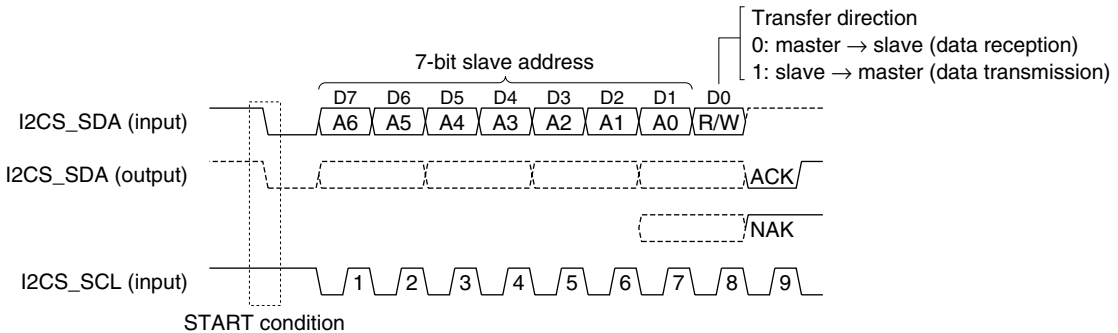 Transfer direction
0: master → slave (data reception)
1: slave → master (data transmission)
7-bit slave address
D7 D6 D5 D4 D3 D2 D1 D0
I2CS_SDA (input) A6 A5 A4 A3 A2 A1 A0 R/W
I2CS_SDA (output) ACK
NAK
I2CS_SCL (input) 1 2 3 4 5 6 7 8 9
START condition